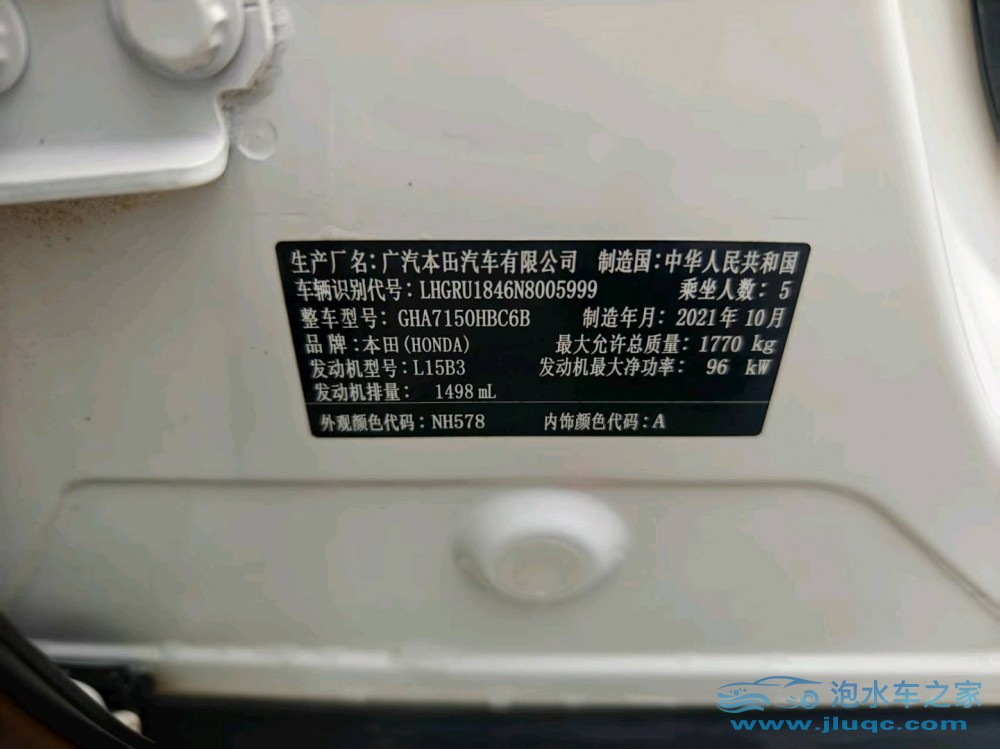 生产厂名:广汽本田汽车有限公司 制造国:中华人民共和国
车辆识别代号: LHGRU1846N8005999 乘坐人数: 5
整车型号: GHA7150HBC6B 制造年月: 2021年10月
品牌:本田(HONDA) 最大允许总质量: 1770 kg
发动机型号: L15B3 发动机最大净功率: 96 kW
发动机排量: 1498 mL
外观颜色代码: NH578 内饰颜色代码: A
泡水车之家
www.jluqc.com